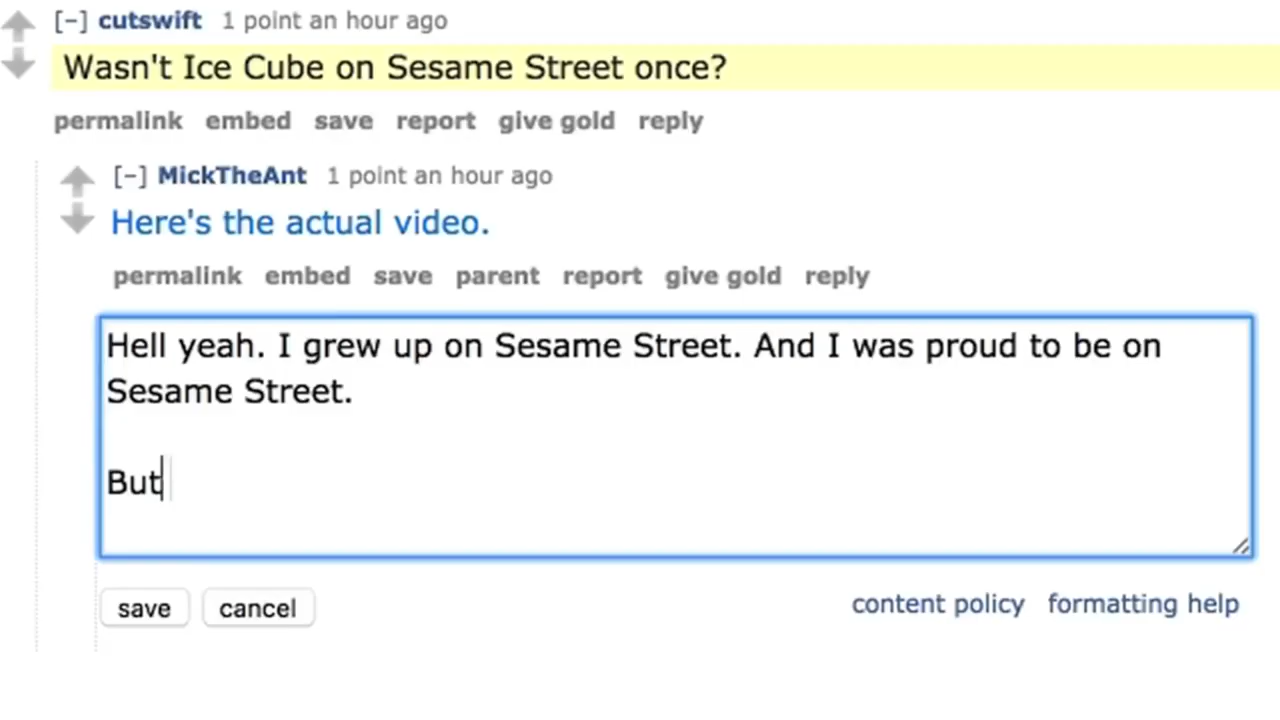 [−] cutswift 1 point an hour ago
Wasn't Ice Cube on Sesame Street once?
permalink embed save report give gold reply
[−] MickTheAnt 1 point an hour ago
Here's the actual video.
permalink embed save parent report give gold reply
Hell yeah. I grew up on Sesame Street. And I was proud to be on
Sesame Street.
But
save cancel content policy formatting help